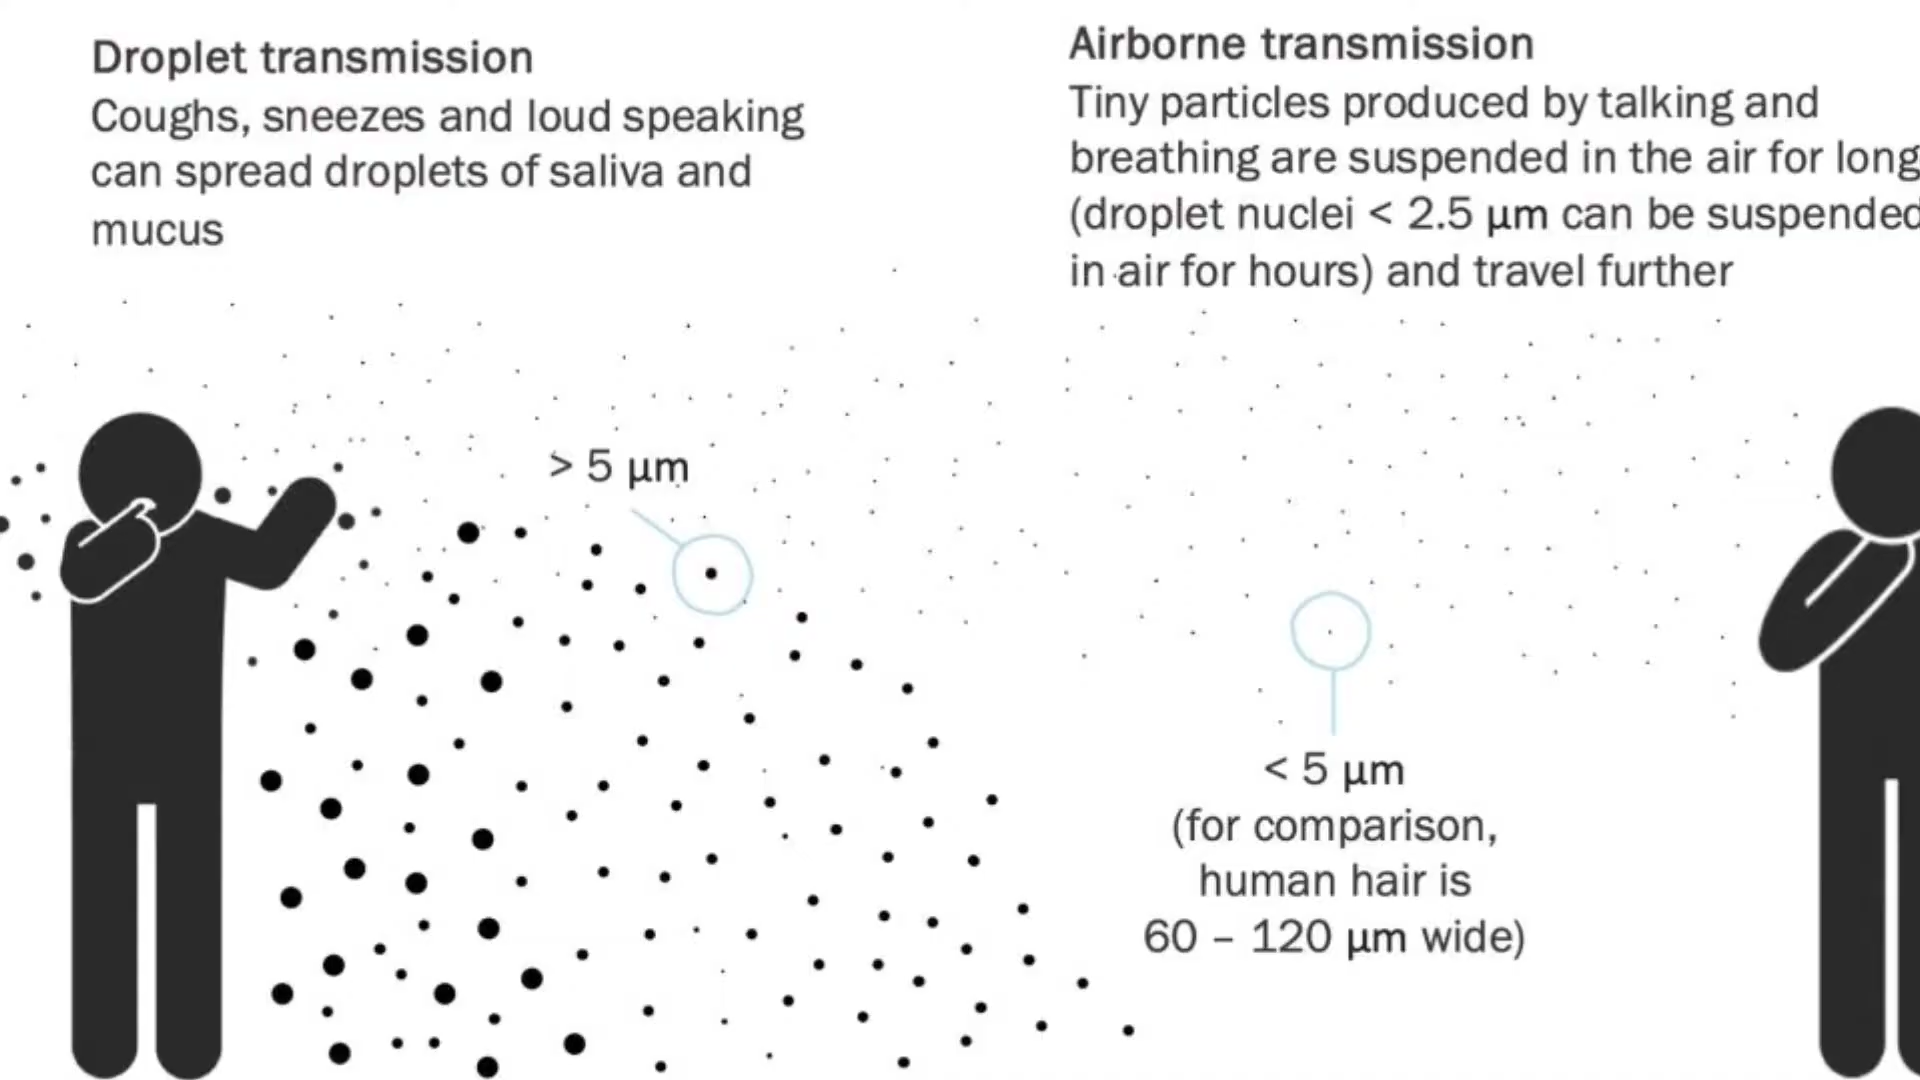 Droplet transmission
Coughs, sneezes and loud speaking
can spread droplets of saliva and
mucus
Airborne transmission
Tiny particles produced by talking and
breathing are suspended in the air for long
(droplet nuclei < 2.5 μm can be suspended
in air for hours) and travel further
> 5 μm
< 5 μm
(for comparison,
human hair is
60 – 120 μm wide)